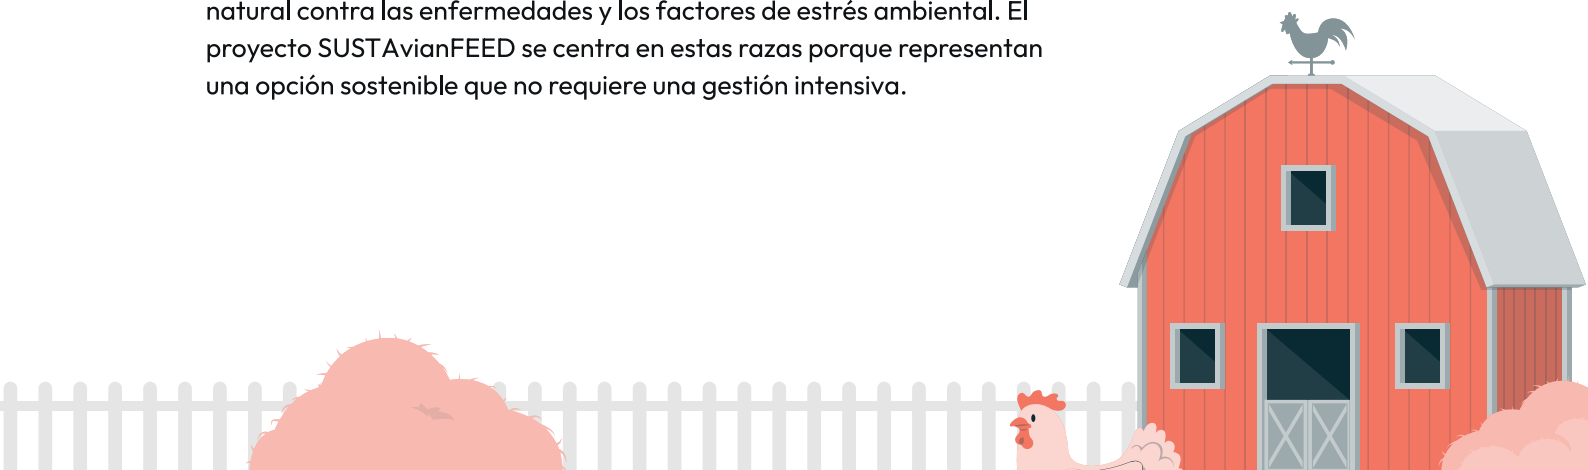 natural contra las enfermedades y los factores de estrés ambiental. El
proyecto SUSTAvianFEED se centra en estas razas porque representan
una opción sostenible que no requiere una gestión intensiva.